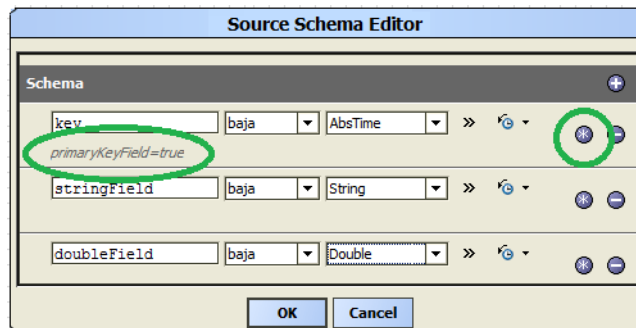 Source Schema Editor
Schema
key baja AbsTime »
primaryKeyField=true
stringField baja String »
doubleField baja Double »
OK Cancel